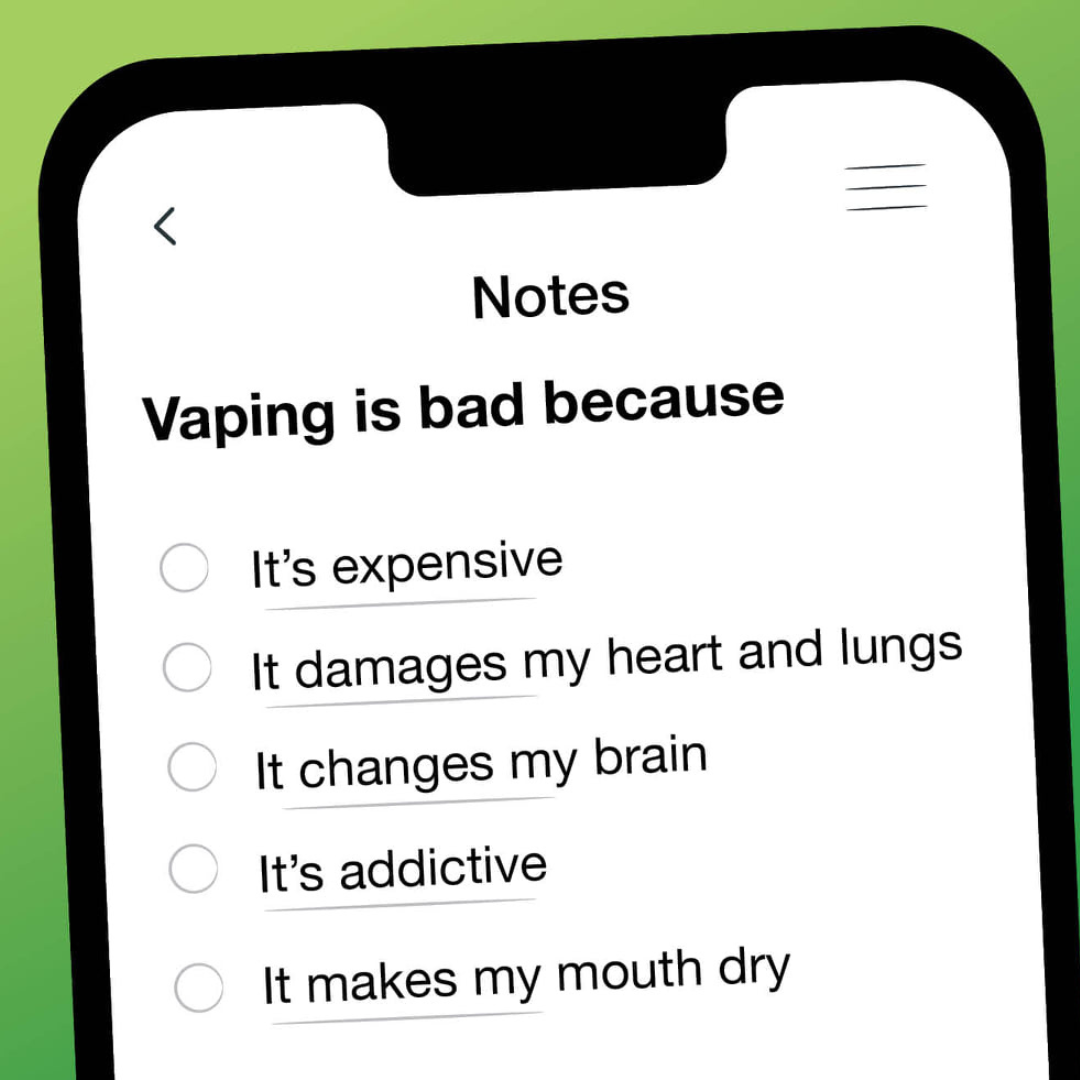 Notes
Vaping is bad because
It’s expensive
It damages my heart and lungs
It changes my brain
It’s addictive
It makes my mouth dry